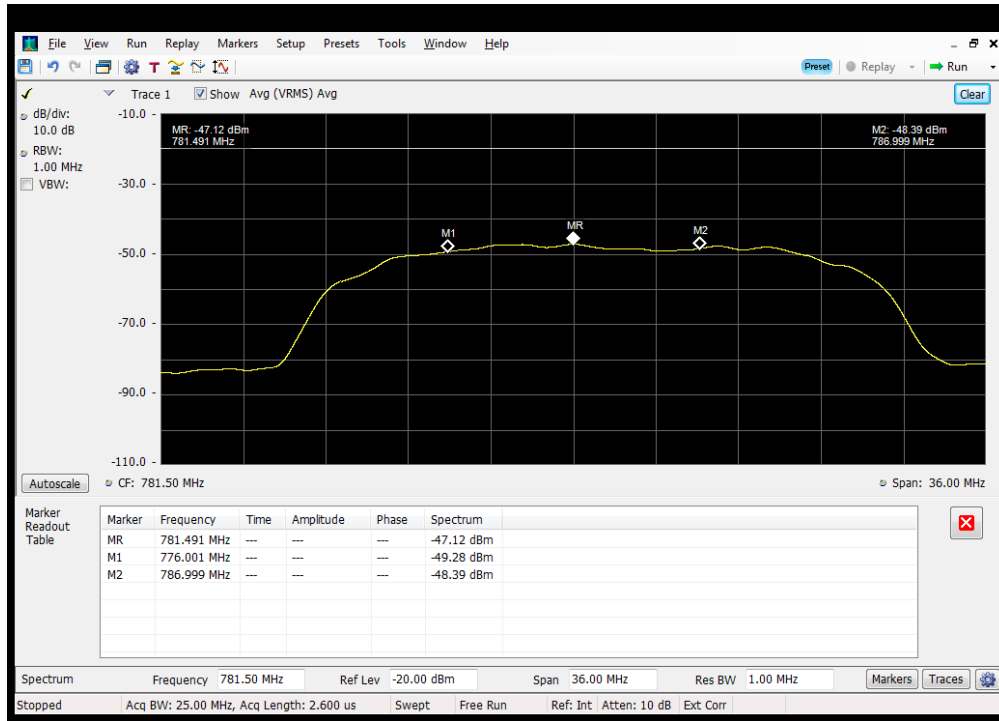 File View Run Replay Markers Setup Presets Tools Window Help
T Preset Replay Run
Trace 1 Show Avg (VRMS) Avg Clear
dB/div:
10.0 dB
RBW:
1.00 MHz
VBW:
-10.0 -
-30.0 -
-50.0 -
-70.0 -
-90.0 -
-110.0 -
MR: -47.12 dBm
781.491 MHz
M2: -48.39 dBm
786.999 MHz
M1
MR
M2
Autoscale CF: 781.50 MHz Span: 36.00 MHz
Marker
Readout
Table
Marker Frequency Time Amplitude Phase Spectrum
MR 781.491 MHz --- --- --- -47.12 dBm
M1 776.001 MHz --- --- --- -49.28 dBm
M2 786.999 MHz --- --- --- -48.39 dBm
Spectrum Frequency 781.50 MHz Ref Lev -20.00 dBm Span 36.00 MHz Res BW 1.00 MHz Markers Traces
Stopped Acq BW: 25.00 MHz, Acq Length: 2.600 us Swept Free Run Ref: Int Atten: 10 dB Ext Corr